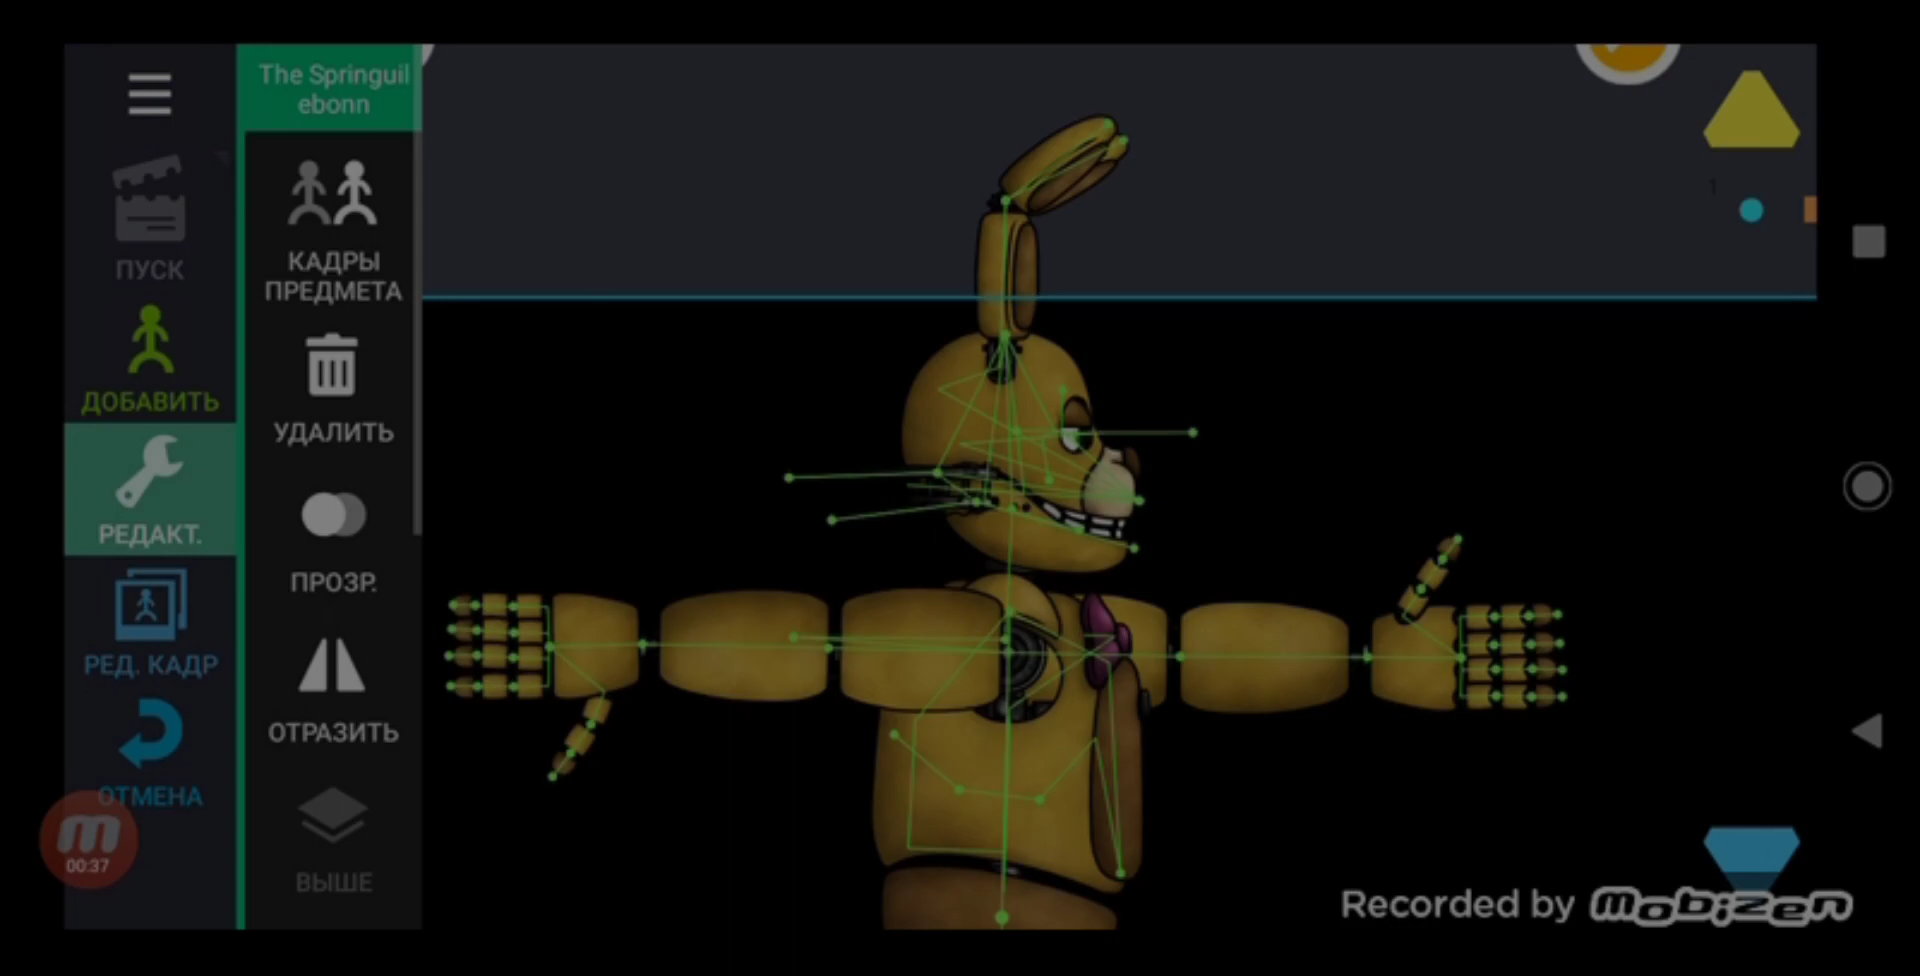 The Springuil
ebonn
ПУСК
ДОБАВИТЬ
РЕДАКТ.
РЕД. КАДР
ОТМЕНА
00:37
КАДРЫ
ПРЕДМЕТА
УДАЛИТЬ
ПРОЗР.
ОТРАЗИТЬ
ВЫШЕ
Recorded by mobizen